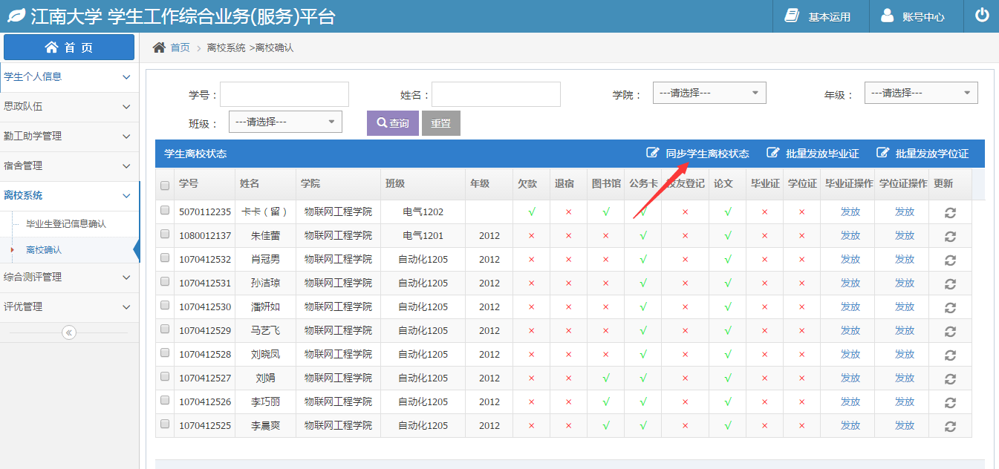 江南大学 学生工作综合业务(服务)平台
基本运用
账号中心
首 页
首页 > 离校系统 >离校确认
学生个人信息
思政队伍
勤工助学管理
宿舍管理
离校系统
毕业生登记信息确认
离校确认
综合测评管理
评优管理
学号：
姓名：
学院：
---请选择---
年级：
---请选择---
班级：
---请选择---
查询
重置
学生离校状态
同步学生离校状态
批量发放毕业证
批量发放学位证
学号 姓名 学院 班级 年级 欠款 退宿 图书馆 公务卡 校友登记 论文 毕业证 学位证 毕业证操作 学位证操作 更新
5070112235 卡卡（留） 物联网工程学院 电气1202 √ × √ √ × √ × × 发放 发放
1080012137 朱佳蕾 物联网工程学院 电气1201 2012 × × × √ × √ × × 发放 发放
1070412532 肖冠男 物联网工程学院 自动化1205 2012 × × × √ × √ × × 发放 发放
1070412531 孙洁琼 物联网工程学院 自动化1205 2012 × × × √ × √ × × 发放 发放
1070412530 潘妍如 物联网工程学院 自动化1205 2012 × × × √ × √ × × 发放 发放
1070412529 马艺飞 物联网工程学院 自动化1205 2012 × × × √ × √ × × 发放 发放
1070412528 刘晓凤 物联网工程学院 自动化1205 2012 × × × √ × √ × × 发放 发放
1070412527 刘娟 物联网工程学院 自动化1205 2012 × × √ √ × √ × × 发放 发放
1070412526 李巧丽 物联网工程学院 自动化1205 2012 × × √ √ × √ × × 发放 发放
1070412525 李晨爽 物联网工程学院 自动化1205 2012 × × √ √ × √ × × 发放 发放